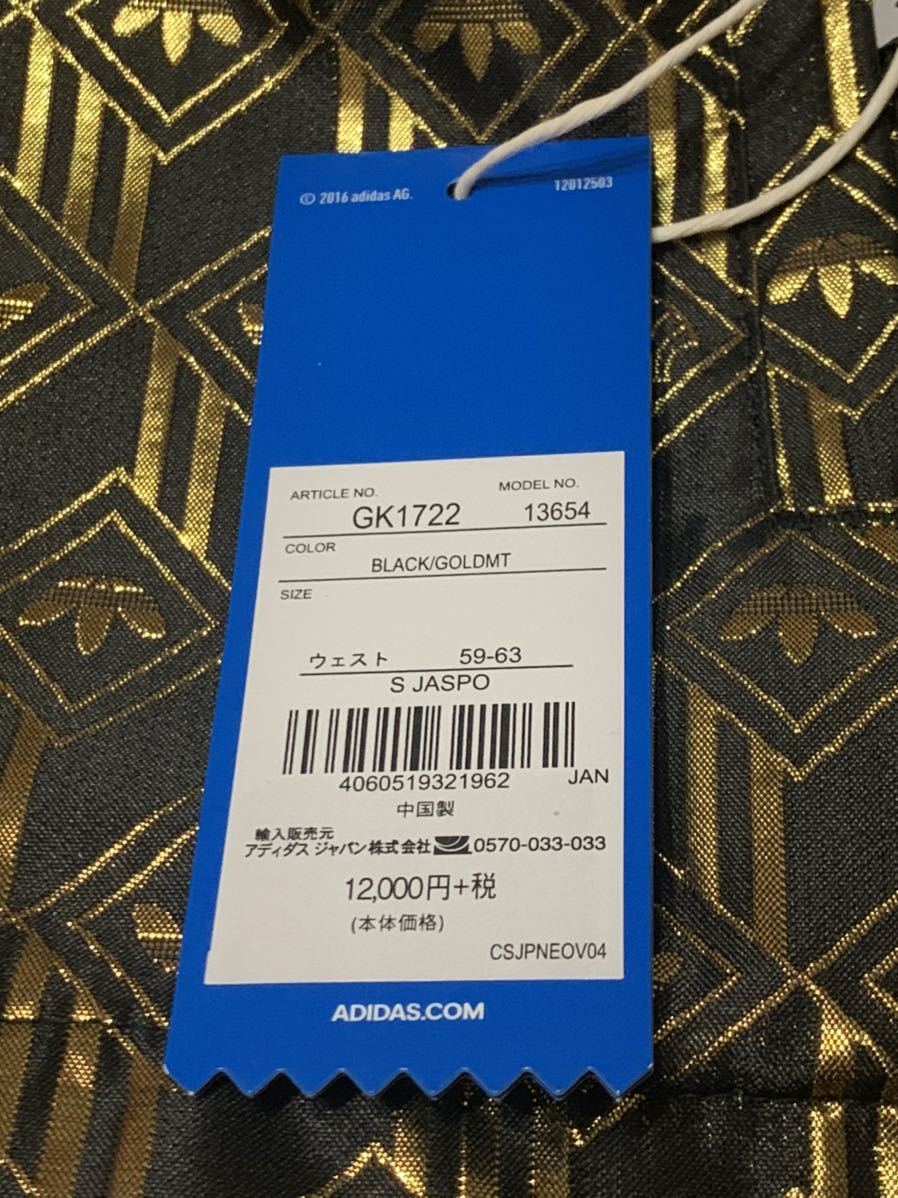 © 2016 adidas AG.
12012503
ARTICLE NO.
MODEL NO.
GK1722
13654
COLOR
BLACK/GOLDMT
SIZE
ウェスト 59-63
S JASPO
4060519321962
JAN
中国製
輸入販売元
アディダス ジャパン株式会社 0570-033-033
12,000円+税
(本体価格)
CSJPNEOV04
ADIDAS.COM